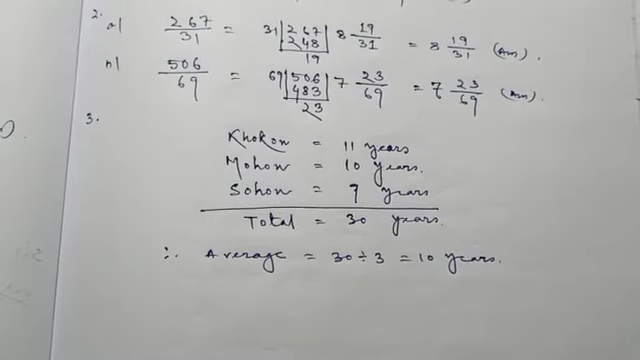 2. a) 267/31 = 31|267 8 19/31 = 8 19/31 (Ans).
248
19
n) 506/69 = 69|506 7 23/69 = 7 23/69 (Ans).
483
23
3.
Khokon = 11 years
Mohon = 10 years.
Sohon = 9 years
Total = 30 years.
∴ Average = 30 ÷ 3 = 10 years.